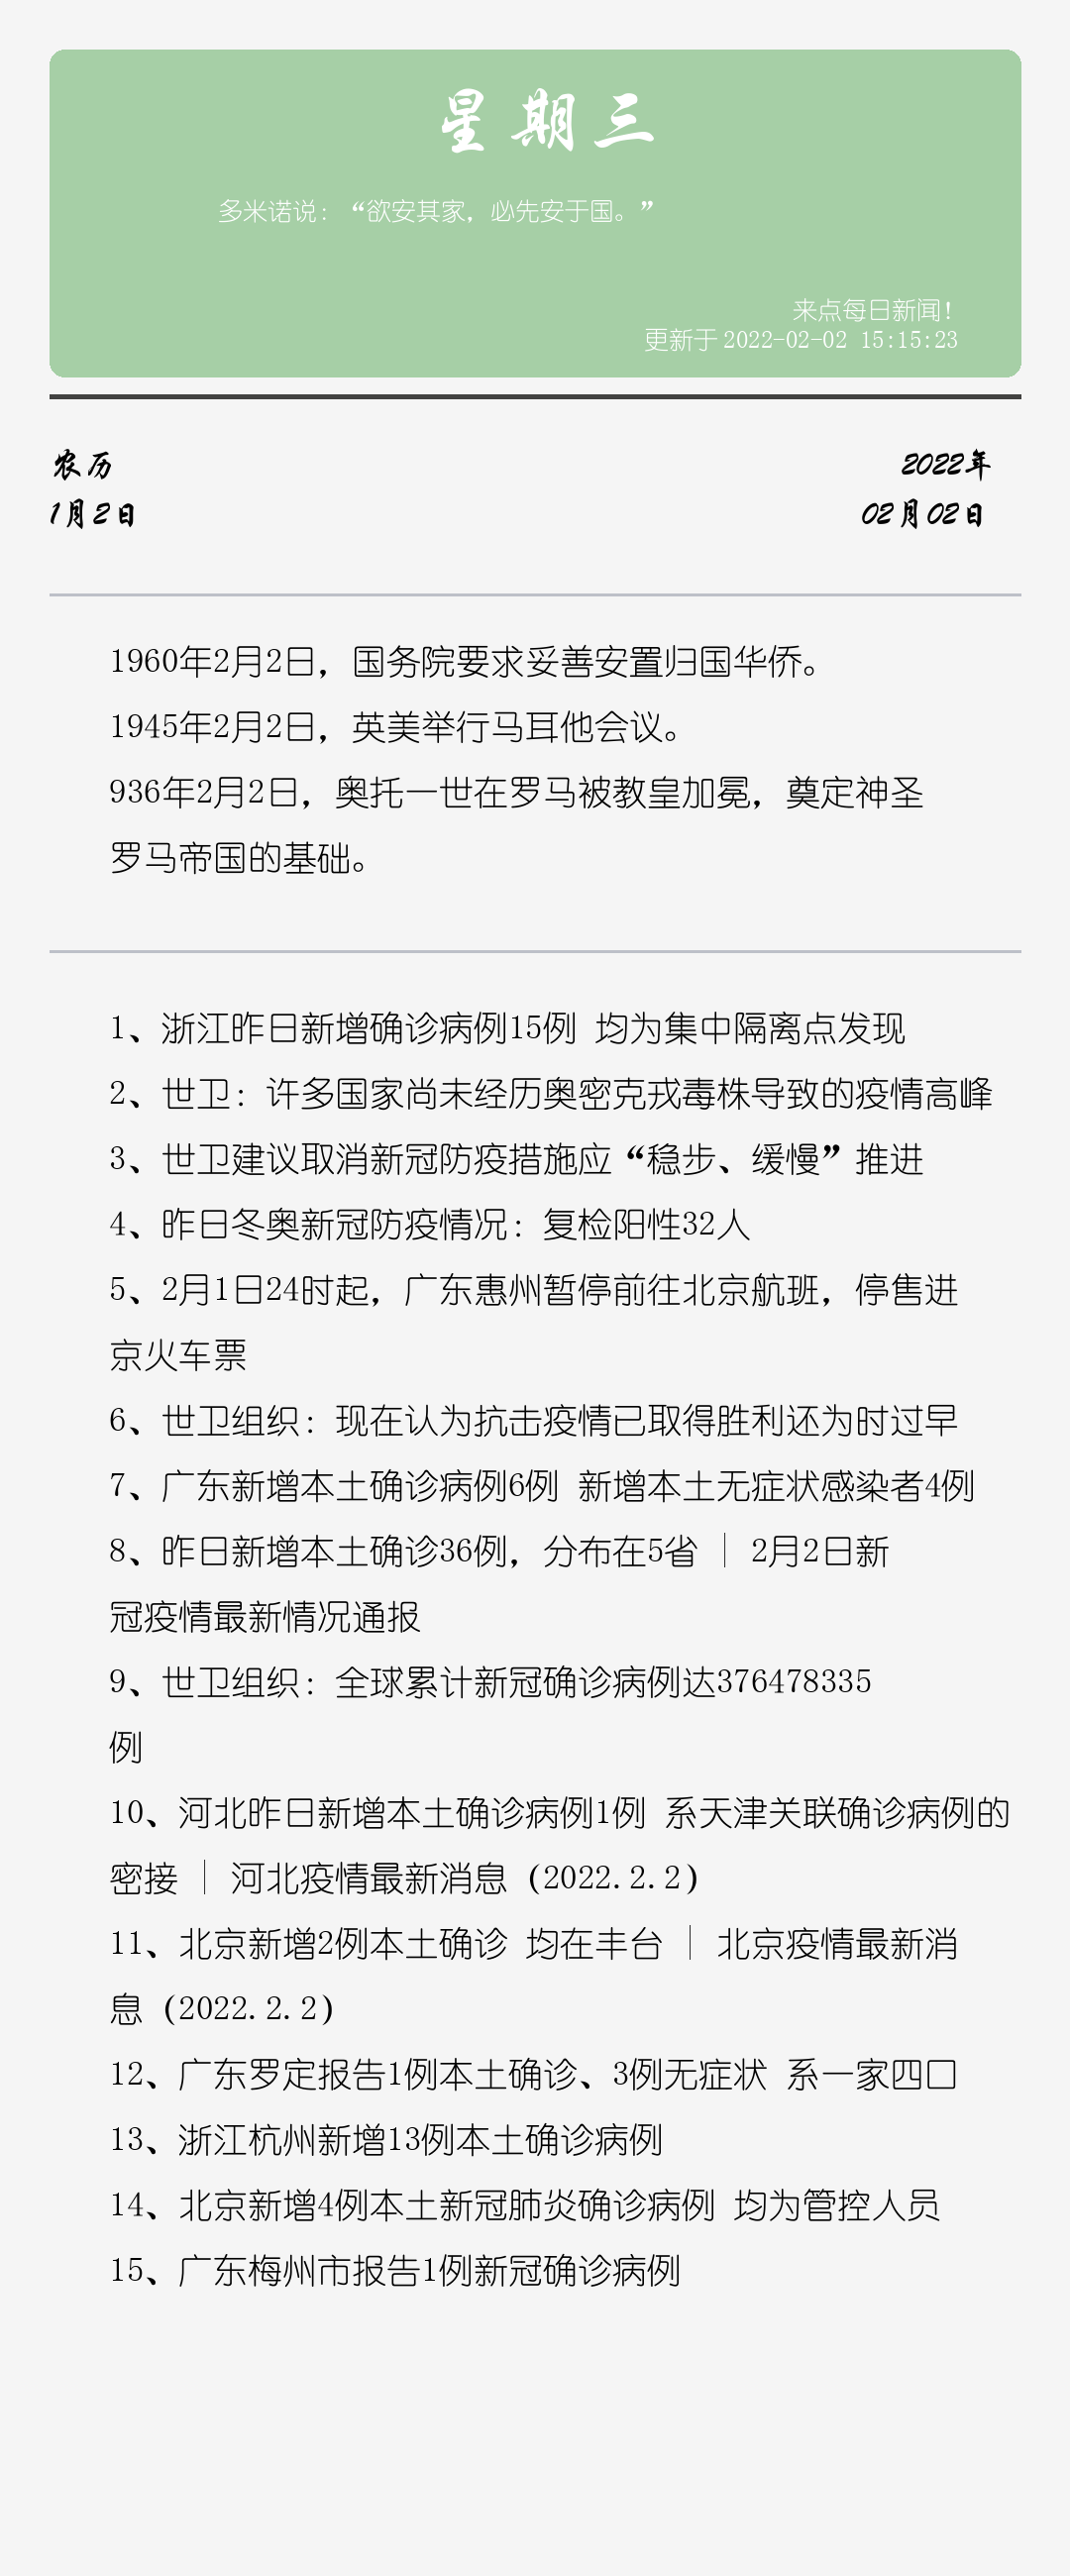 星期三
多米诺说：“欲安其家，必先安于国。”
来点每日新闻！
更新于 2022-02-02 15:15:23
农历
2022年
1月2日
02月02日
1960年2月2日，国务院要求妥善安置归国华侨。
1945年2月2日，英美举行马耳他会议。
936年2月2日，奥托一世在罗马被教皇加冕，奠定神圣
罗马帝国的基础。
1、浙江昨日新增确诊病例15例 均为集中隔离点发现
2、世卫：许多国家尚未经历奥密克戎毒株导致的疫情高峰
3、世卫建议取消新冠防疫措施应“稳步、缓慢”推进
4、昨日冬奥新冠防疫情况：复检阳性32人
5、2月1日24时起，广东惠州暂停前往北京航班，停售进
京火车票
6、世卫组织：现在认为抗击疫情已取得胜利还为时过早
7、广东新增本土确诊病例6例 新增本土无症状感染者4例
8、昨日新增本土确诊36例，分布在5省 | 2月2日新
冠疫情最新情况通报
9、世卫组织：全球累计新冠确诊病例达376478335
例
10、河北昨日新增本土确诊病例1例 系天津关联确诊病例的
密接 | 河北疫情最新消息（2022.2.2）
11、北京新增2例本土确诊 均在丰台 | 北京疫情最新消
息（2022.2.2）
12、广东罗定报告1例本土确诊、3例无症状 系一家四口
13、浙江杭州新增13例本土确诊病例
14、北京新增4例本土新冠肺炎确诊病例 均为管控人员
15、广东梅州市报告1例新冠确诊病例